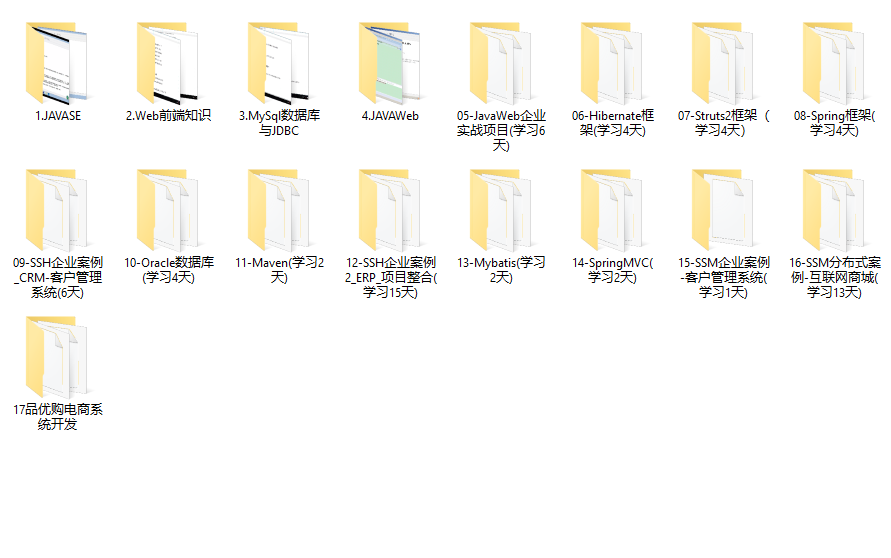 1.JAVASE
2.Web前端知识
3.MySql数据库
与JDBC
4.JAVAWeb
05-JavaWeb企业
实战项目(学习6
天)
06-Hibernate框
架(学习4天)
07-Struts2框架（
学习4天)
08-Spring框架(
学习4天)
09-SSH企业案例
_CRM-客户管理
系统(6天)
10-Oracle数据库
(学习4天)
11-Maven(学习2
天)
12-SSH企业案例
2_ERP_项目整合(
学习15天)
13-Mybatis(学习
2天)
14-SpringMVC(
学习2天)
15-SSM企业案例
-客户管理系统(
学习1天)
16-SSM分布式案
例-互联网商城(
学习13天)
17品优购电商系
统开发